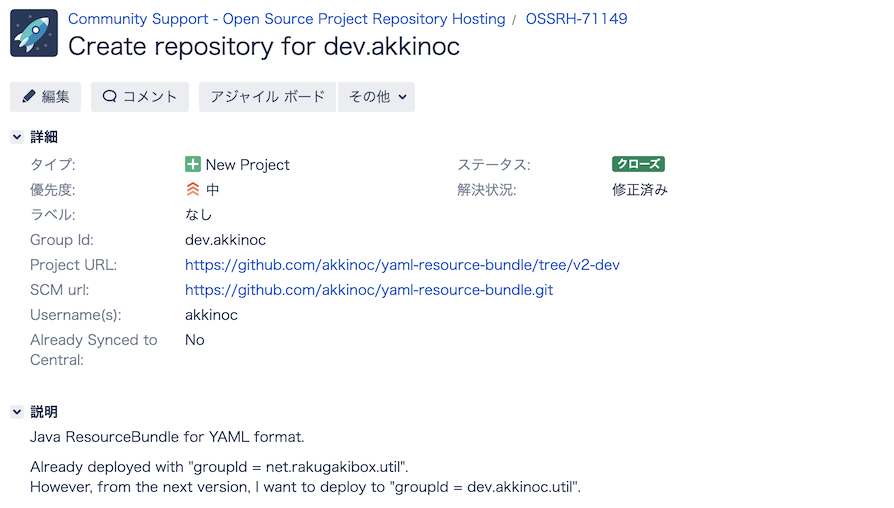 Community Support - Open Source Project Repository Hosting / OSSRH-71149
Create repository for dev.akkinoc
編集 コメント アジャイル ボード その他
詳細
タイプ: New Project ステータス: クローズ
優先度: 中 解決状況: 修正済み
ラベル: なし
Group Id: dev.akkinoc
Project URL: https://github.com/akkinoc/yaml-resource-bundle/tree/v2-dev
SCM url: https://github.com/akkinoc/yaml-resource-bundle.git
Username(s): akkinoc
Already Synced to No
Central:
説明
Java ResourceBundle for YAML format.
Already deployed with "groupId = net.rakugakibox.util".
However, from the next version, I want to deploy to "groupId = dev.akkinoc.util".